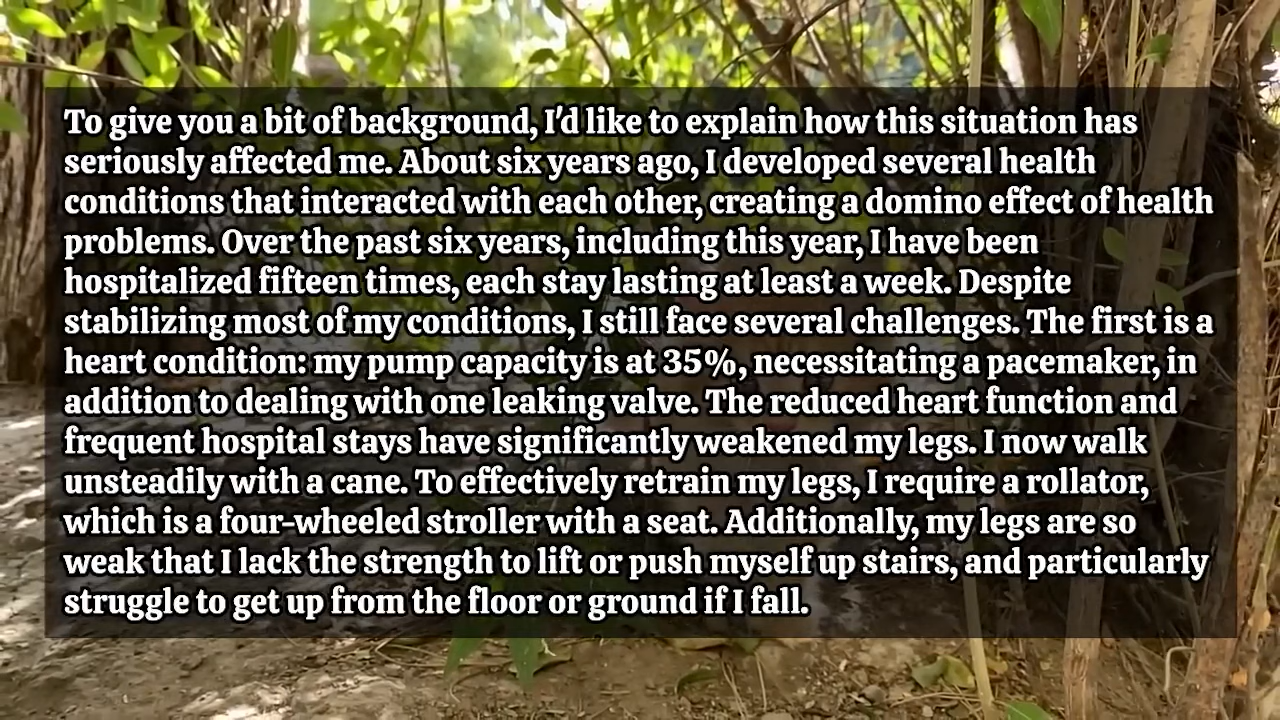 To give you a bit of background, I'd like to explain how this situation has
seriously affected me. About six years ago, I developed several health
conditions that interacted with each other, creating a domino effect of health
problems. Over the past six years, including this year, I have been
hospitalized fifteen times, each stay lasting at least a week. Despite
stabilizing most of my conditions, I still face several challenges. The first is a
heart condition: my pump capacity is at 35%, necessitating a pacemaker, in
addition to dealing with one leaking valve. The reduced heart function and
frequent hospital stays have significantly weakened my legs. I now walk
unsteadily with a cane. To effectively retrain my legs, I require a rollator,
which is a four-wheeled stroller with a seat. Additionally, my legs are so
weak that I lack the strength to lift or push myself up stairs, and particularly
struggle to get up from the floor or ground if I fall.